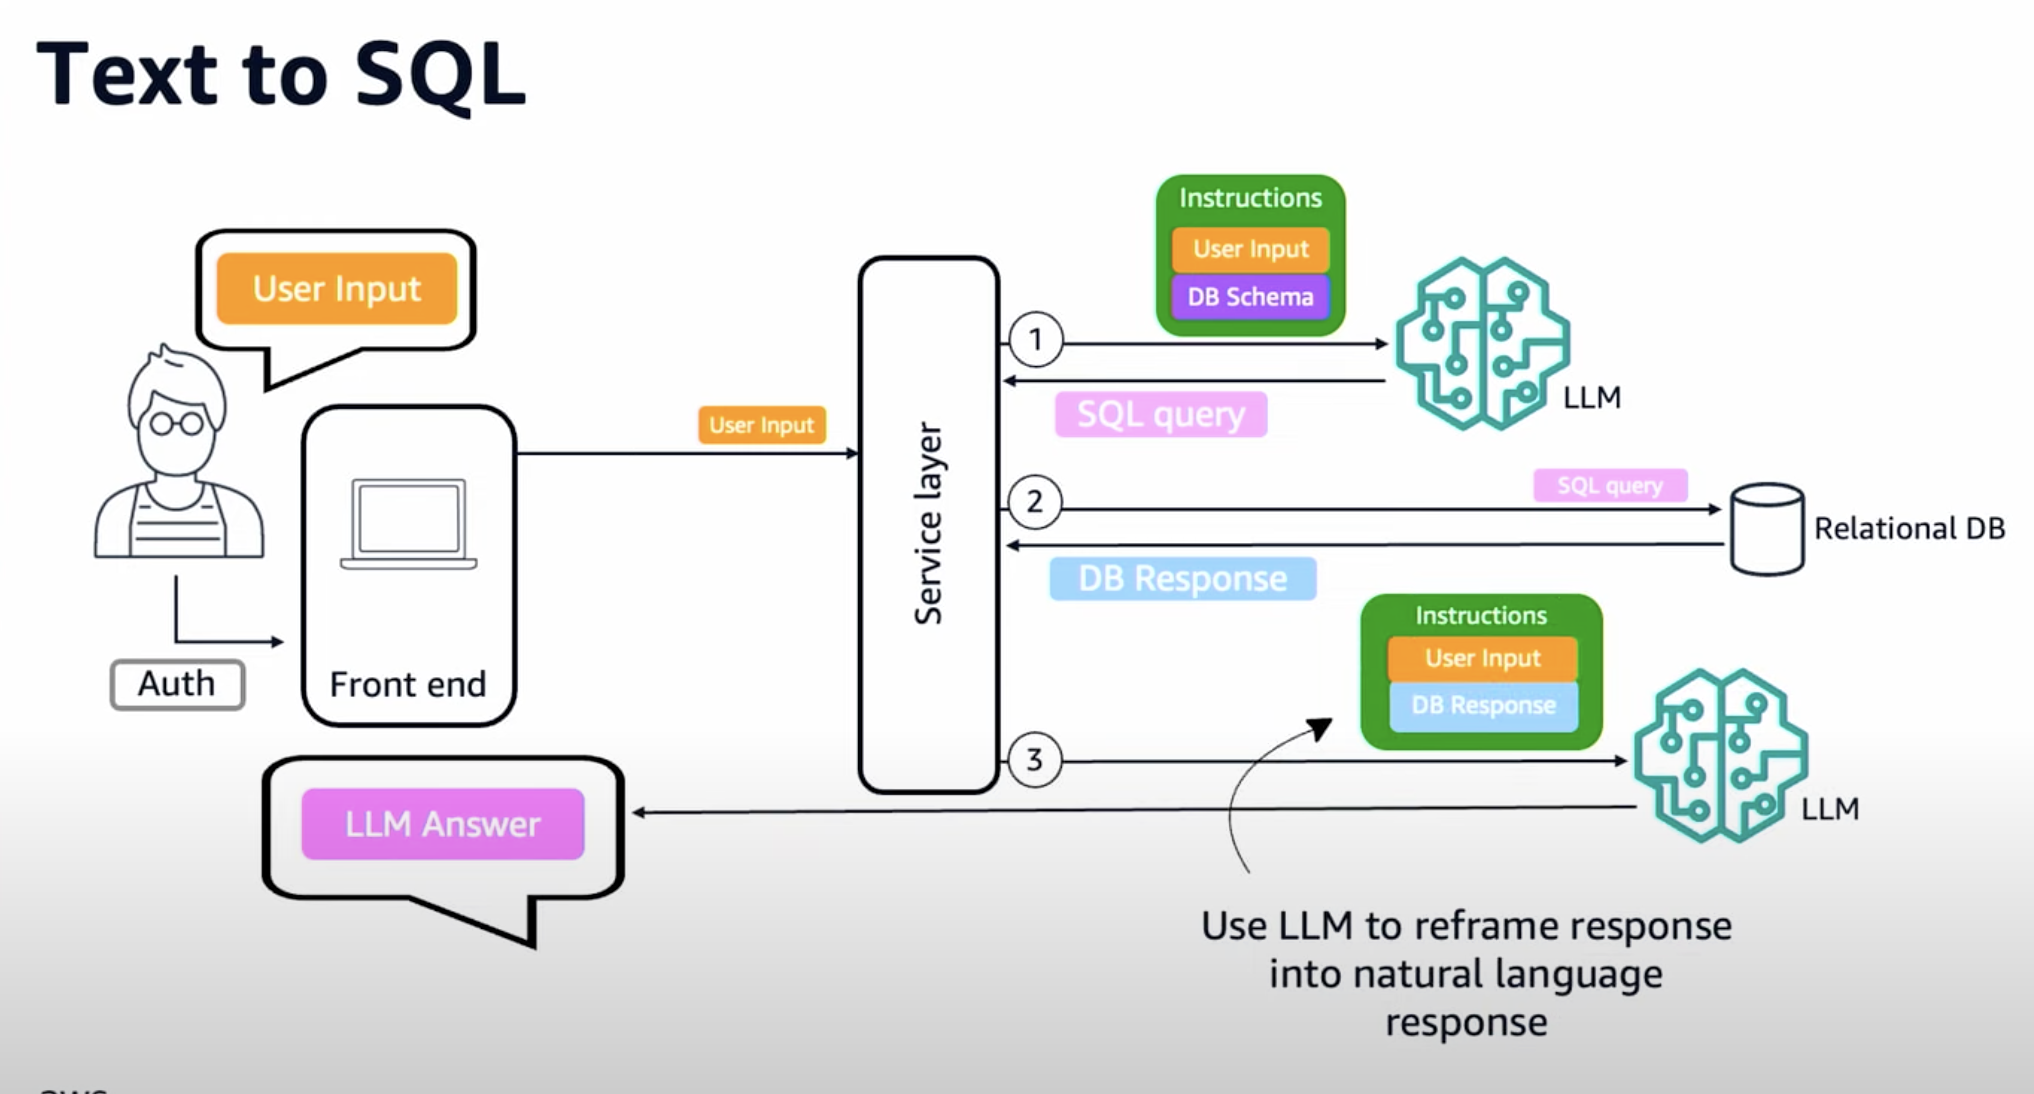 Text to SQL
User Input
Auth
Front end
User Input
Service layer
Instructions
User Input
DB Schema
1
SQL query
LLM
2
SQL query
DB Response
Relational DB
Instructions
User Input
DB Response
3
LLM
LLM Answer
Use LLM to reframe response
into natural language
response